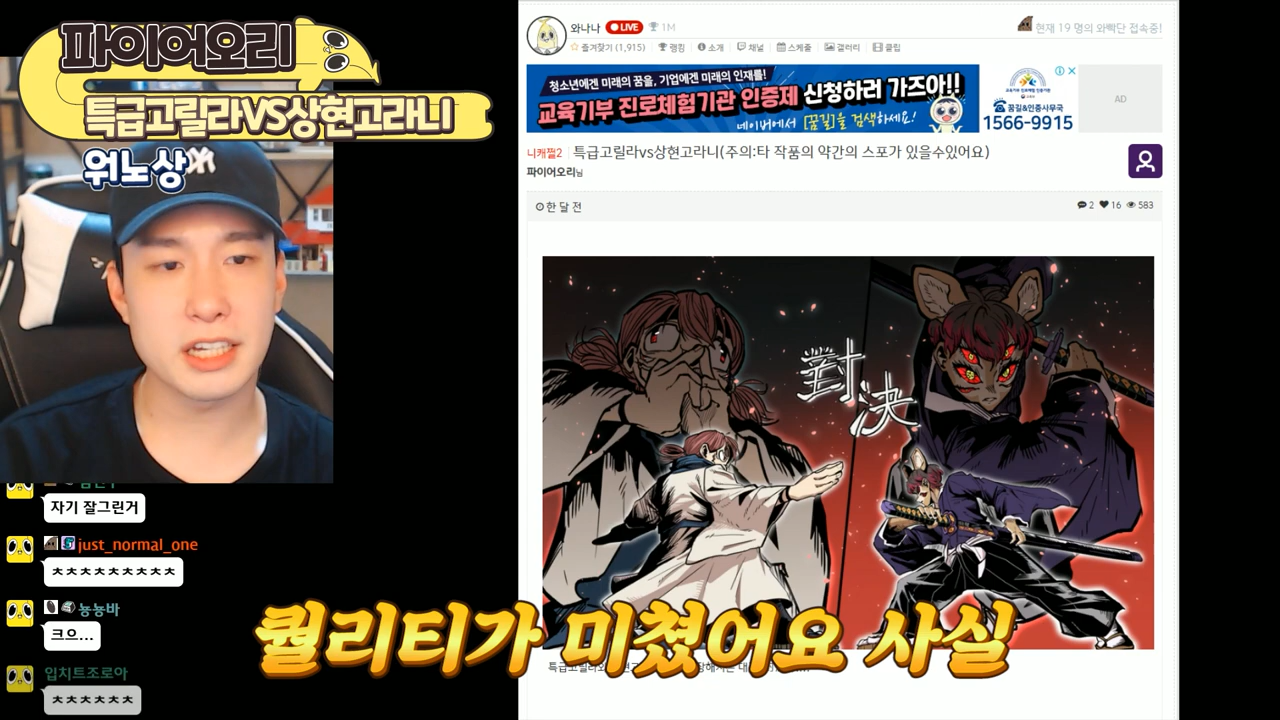 파이어오리
특급고릴라VS상현고라니
워노상
와나나
LIVE
1M
현재 19 명의 와빡단 접속중!
즐겨찾기 (1,915)
랭킹
소개
채널
스케줄
갤러리
클립
청소년에겐 미래의 꿈을, 기업에겐 미래의 인재를!
교육기부 진로체험기관 인증제 신청하러 가즈아!!
네이버에서 [꿈길]을 검색하세요!
꿈길&인증사무국
1566-9915
AD
니캐쩔2
특급고릴라vs상현고라니(주의:타 작품의 약간의 스포가 있을수있어요)
파이어오리님
한 달 전
2
16
583
對決
자기 잘그린거
just_normal_one
ㅊㅊㅊㅊㅊㅊㅊㅊㅊ
뇽뇽바
크으...
입치트조로아
ㅊㅊㅊㅊㅊㅊ
퀄리티가 미쳤어요 사실